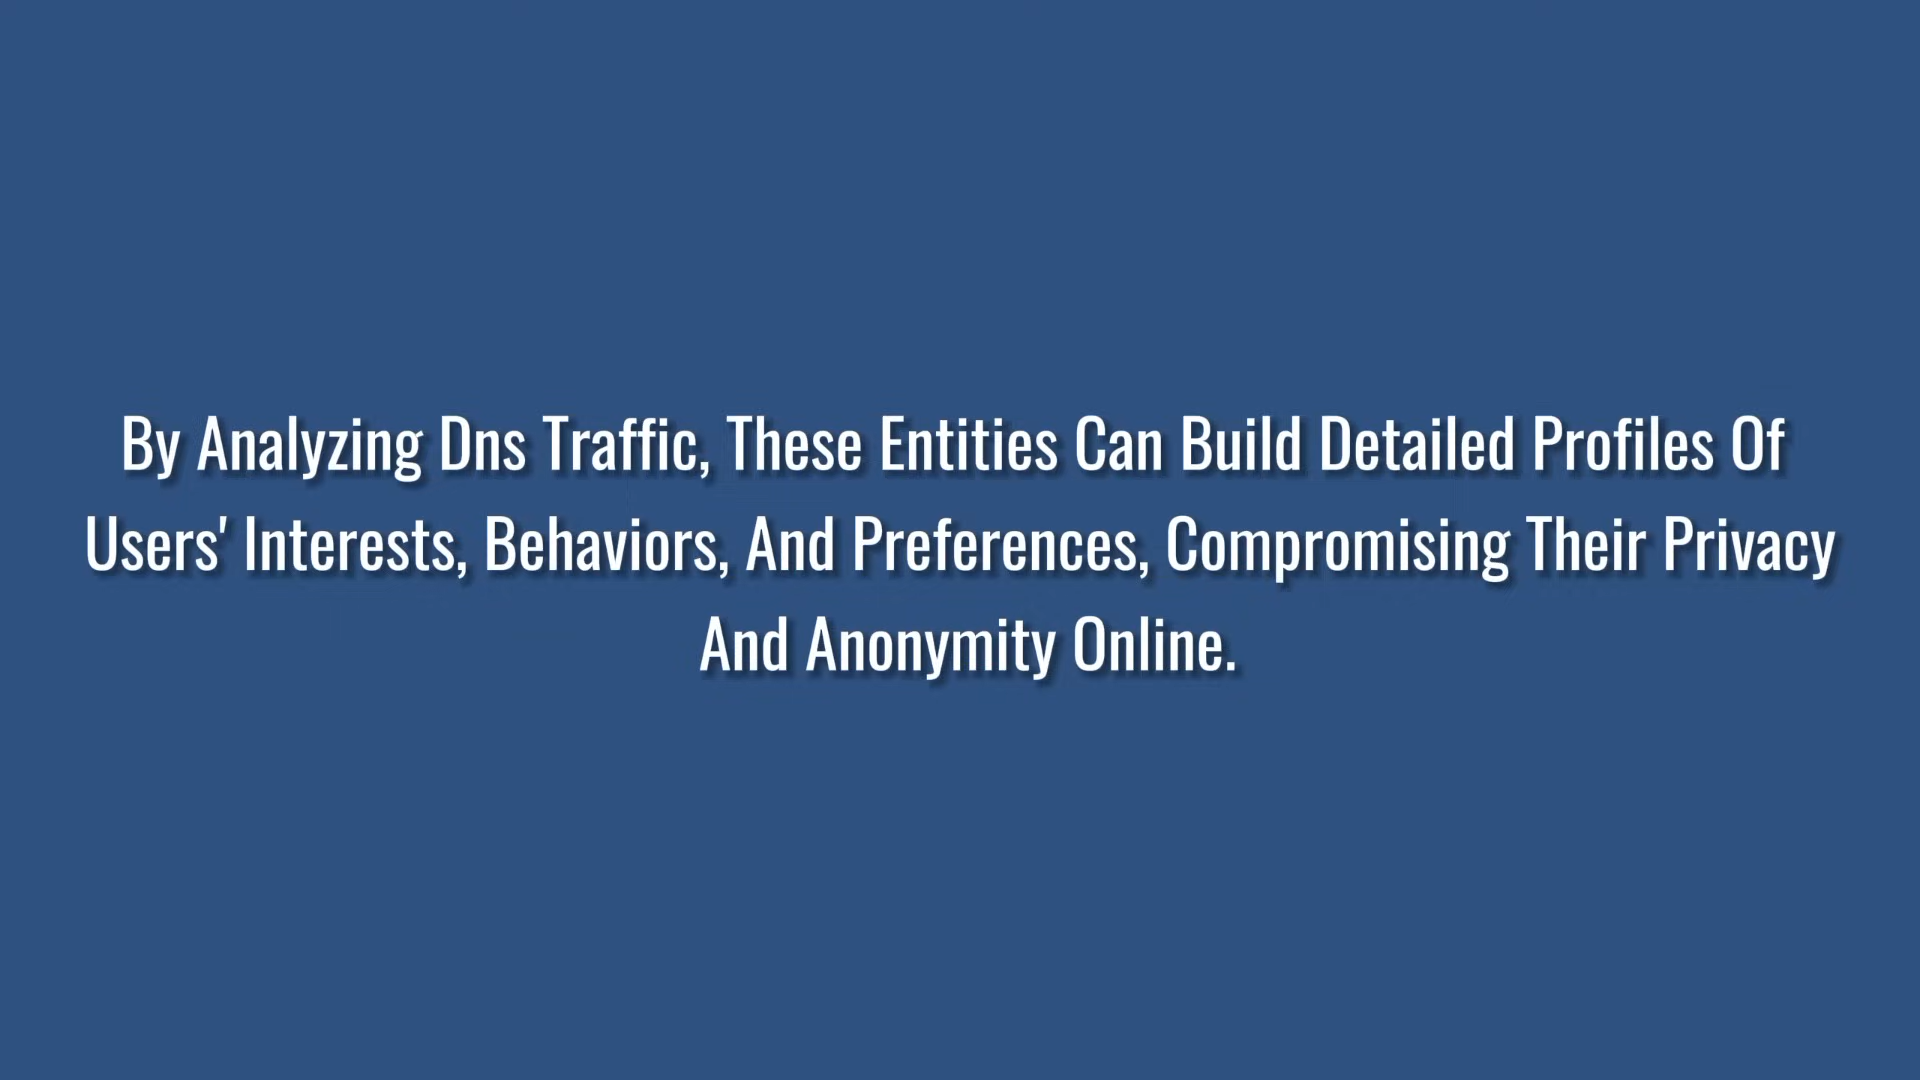 By Analyzing Dns Traffic, These Entities Can Build Detailed Profiles Of
Users' Interests, Behaviors, And Preferences, Compromising Their Privacy
And Anonymity Online.